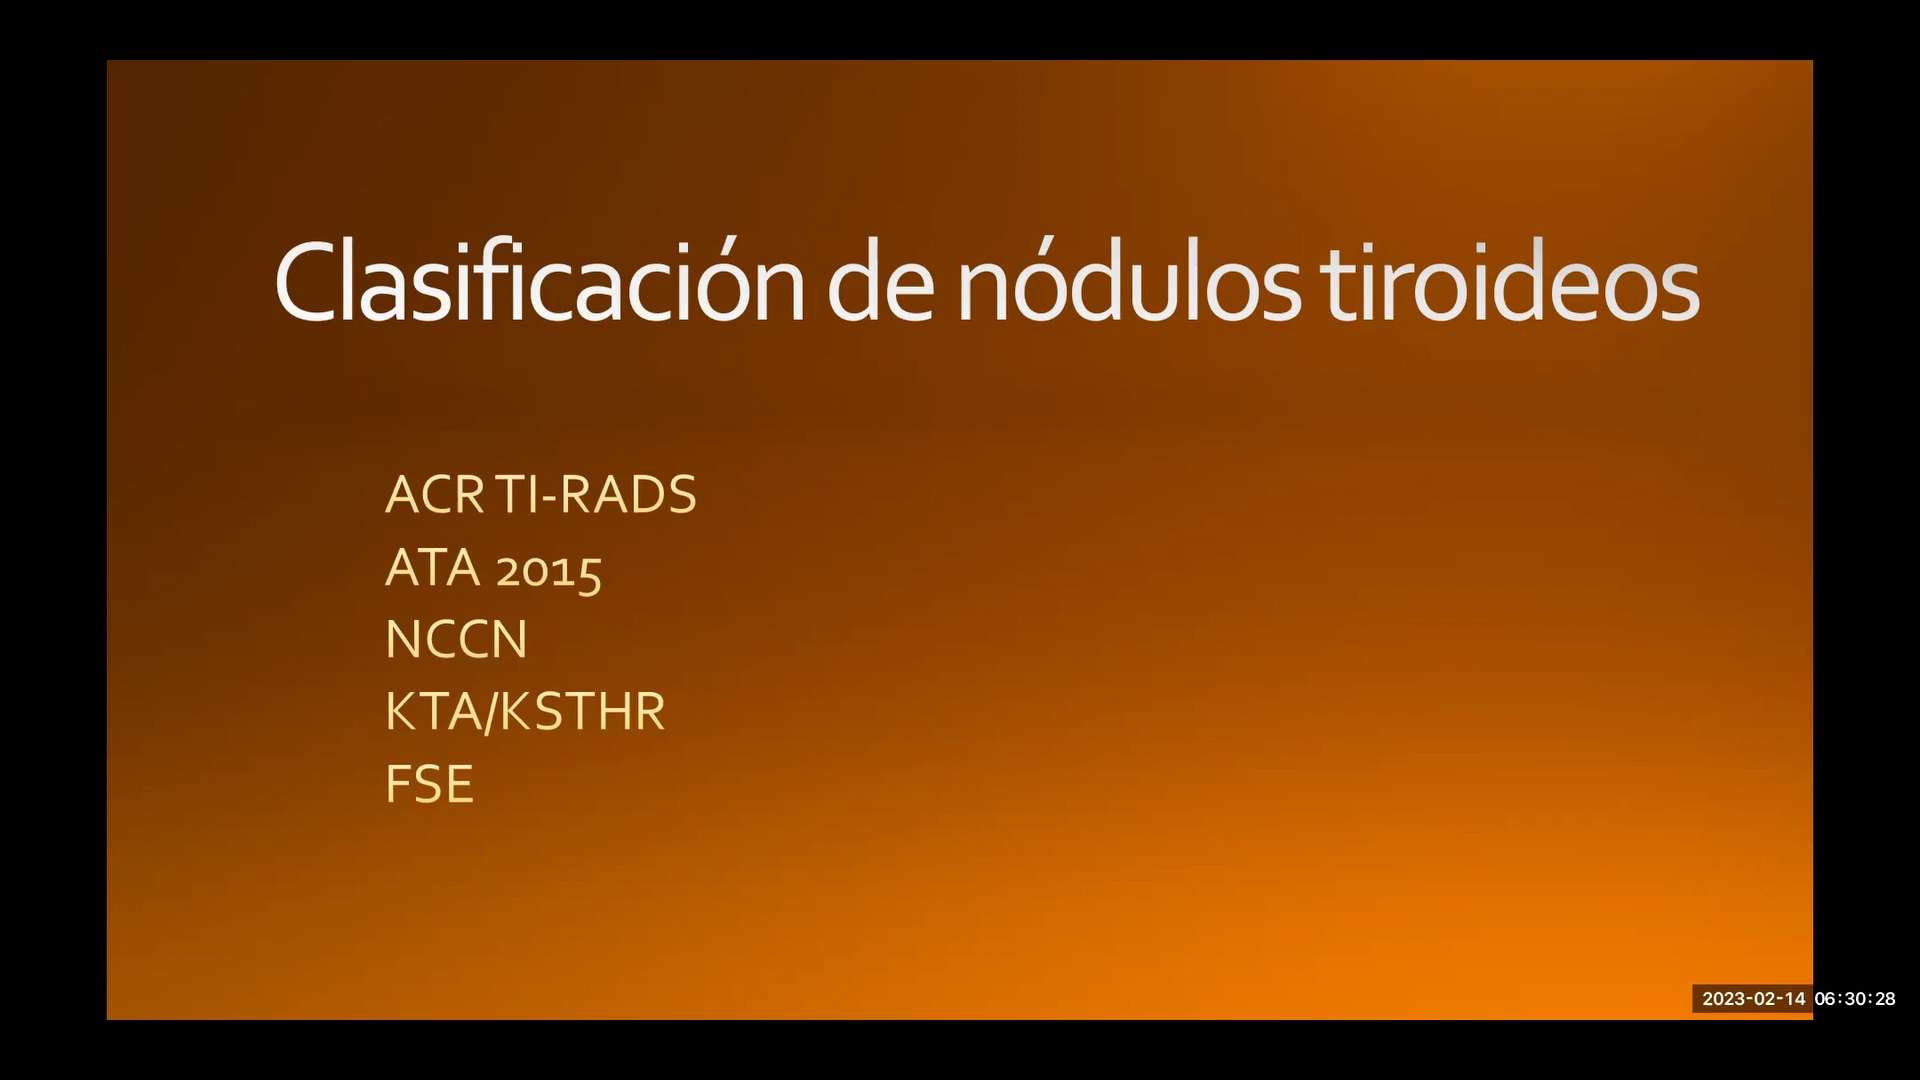 Clasificación de nódulos tiroideos
ACR TI-RADS
ATA 2015
NCCN
KTA/KSTHR
FSE
2023-02-14 06:30:28